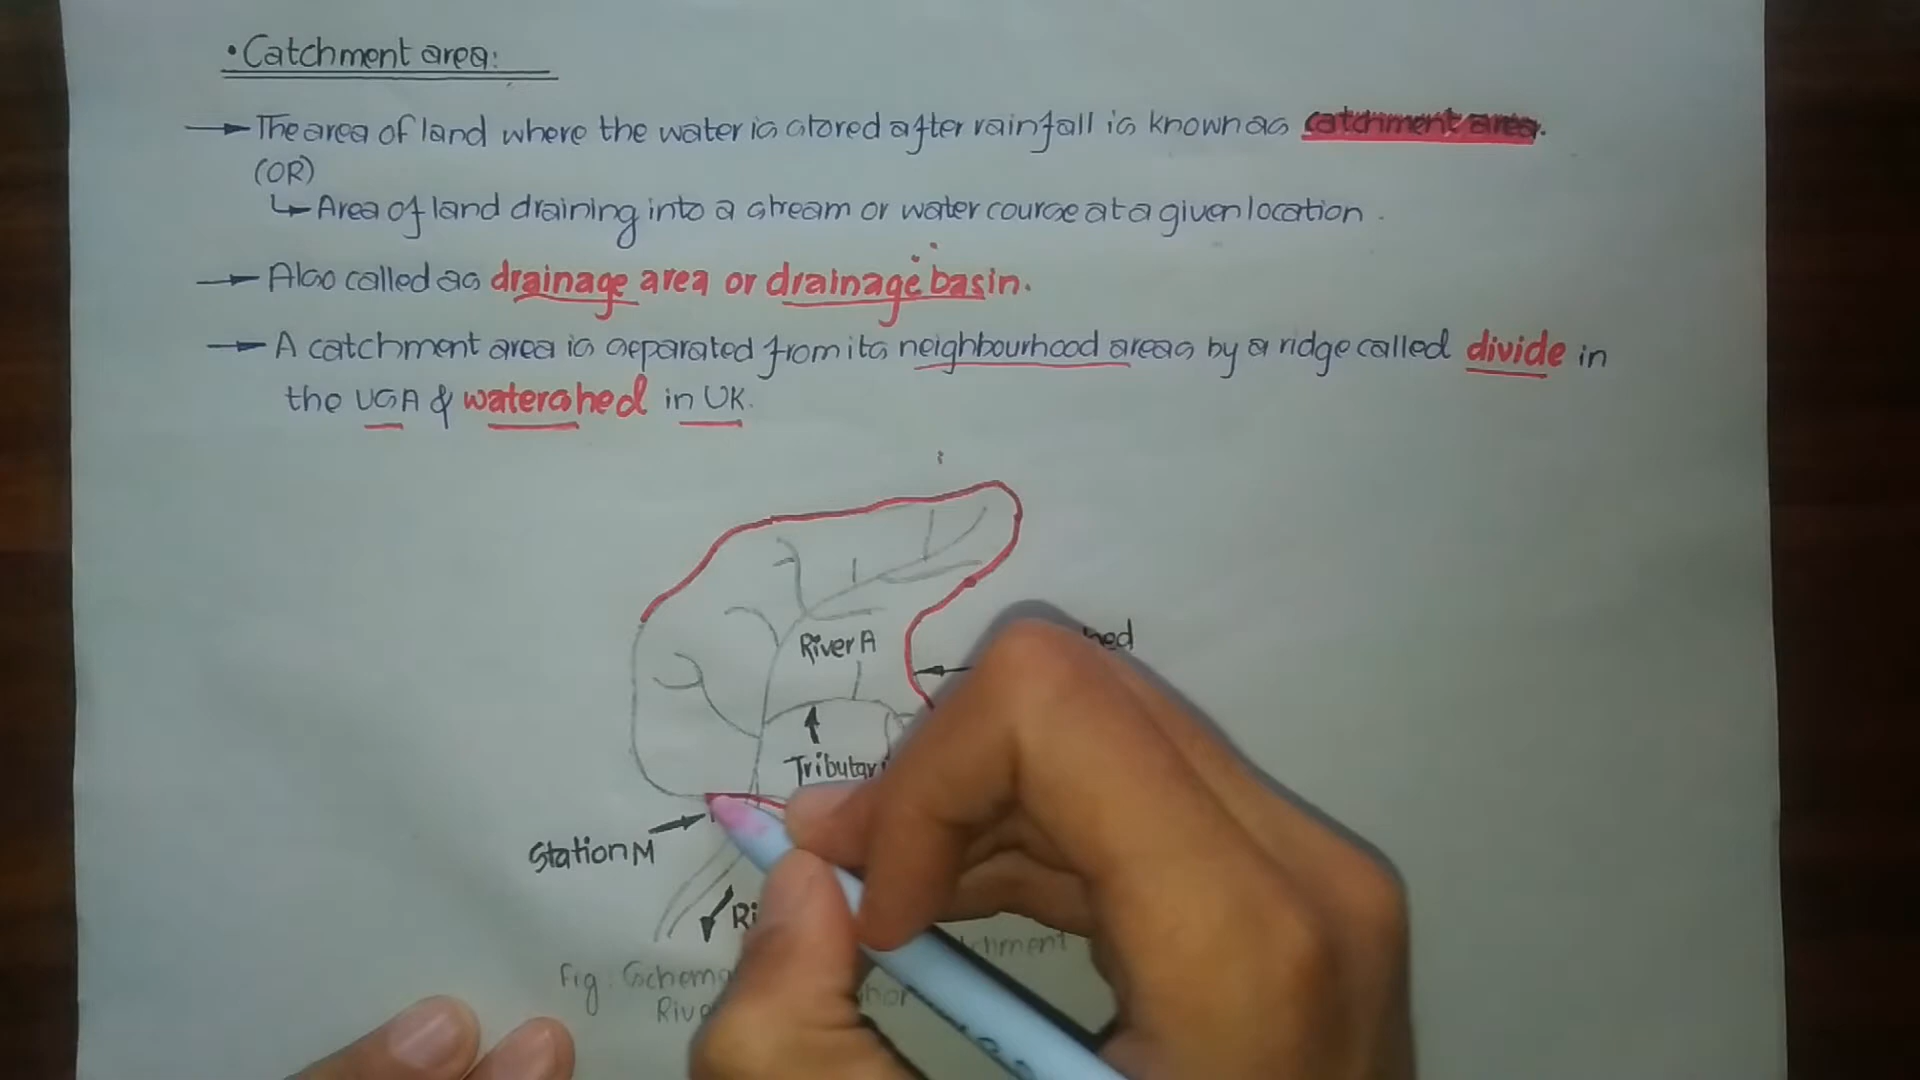 • Catchment area:
→ The area of land where the water is stored after rainfall is known as catchment area.
(OR)
↳ Area of land draining into a stream or water course at a given location.
→ Also called as drainage area or drainage basin.
→ A catchment area is separated from its neighbourhood areas by a ridge called divide in
the USA & watershed in UK.
River A
Station M
Fig: